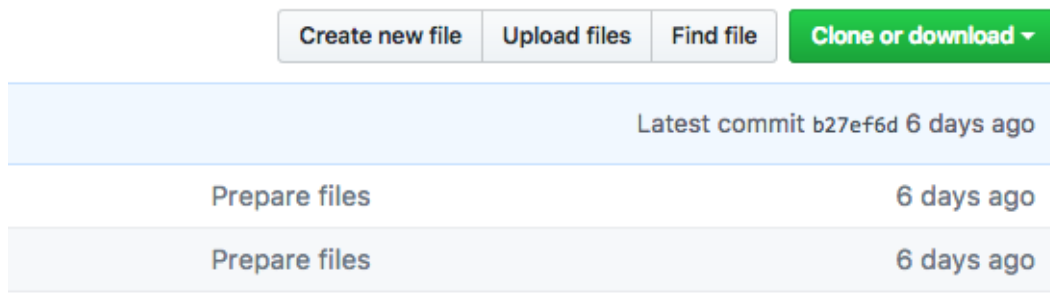 Create new file Upload files Find file Clone or download
Latest commit b27ef6d 6 days ago
Prepare files 6 days ago
Prepare files 6 days ago